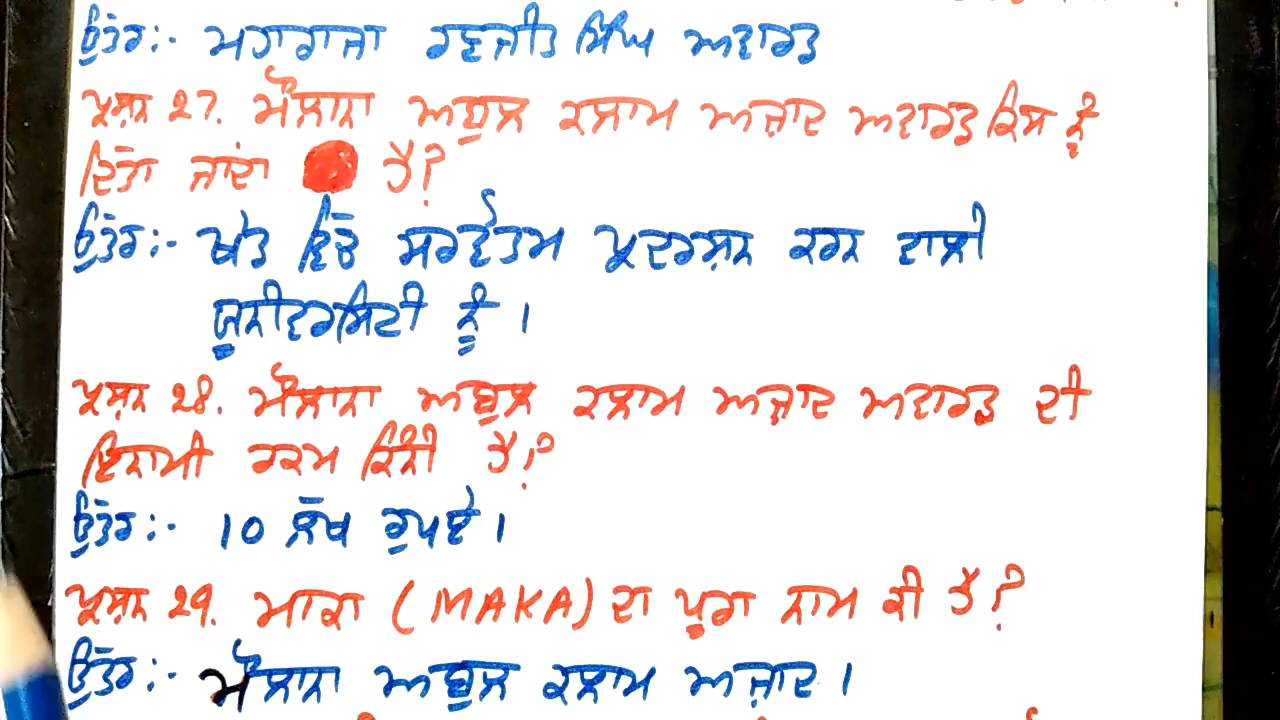 ਉੱਤਰ:- ਮਹਾਰਾਜਾ ਰਣਜੀਤ ਸਿੰਘ ਅਵਾਰਡ
ਪ੍ਰਸ਼ਨ 27. ਮੌਲਾਨਾ ਅਬੁਲ ਕਲਾਮ ਅਜ਼ਾਦ ਅਵਾਰਡ ਕਿਸ ਨੂੰ
ਦਿੱਤਾ ਜਾਂਦਾ ਹੈ?
ਉੱਤਰ:- ਖੇਡ ਵਿੱਚ ਸਰਵੋਤਮ ਪ੍ਰਦਰਸ਼ਨ ਕਰਨ ਵਾਲੀ
ਯੂਨੀਵਰਸਿਟੀ ਨੂੰ ।
ਪ੍ਰਸ਼ਨ 28. ਮੌਲਾਨਾ ਅਬੁਲ ਕਲਾਮ ਅਜ਼ਾਦ ਅਵਾਰਡ ਦੀ
ਇਨਾਮੀ ਰਕਮ ਕਿੰਨੀ ਹੈ?
ਉੱਤਰ:- 10 ਲੱਖ ਰੁਪਏ ।
ਪ੍ਰਸ਼ਨ 29. ਮਾਕਾ (MAKA) ਦਾ ਪੂਰਾ ਨਾਮ ਕੀ ਹੈ?
ਉੱਤਰ:- ਮੌਲਾਨਾ ਅਬੁਲ ਕਲਾਮ ਅਜ਼ਾਦ ।